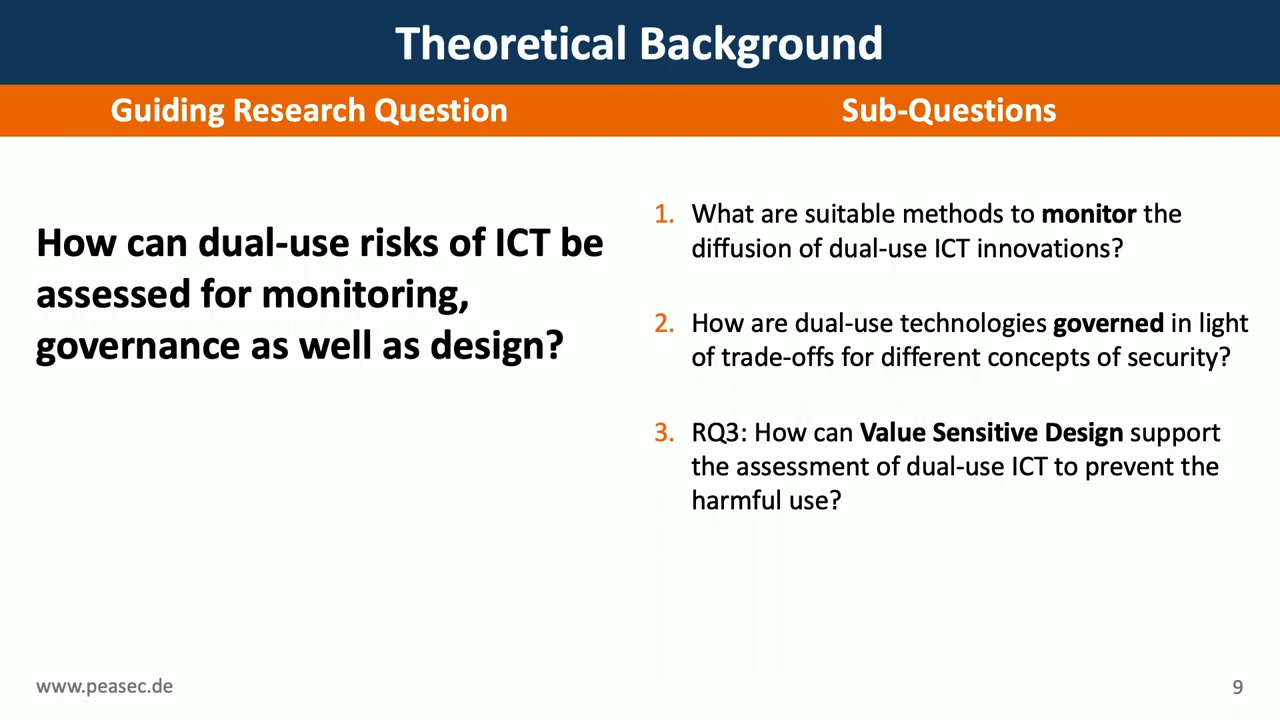 Theoretical Background
Guiding Research Question
Sub-Questions
How can dual-use risks of ICT be
assessed for monitoring,
governance as well as design?
1. What are suitable methods to monitor the
diffusion of dual-use ICT innovations?
2. How are dual-use technologies governed in light
of trade-offs for different concepts of security?
3. RQ3: How can Value Sensitive Design support
the assessment of dual-use ICT to prevent the
harmful use?
www.peasec.de
9